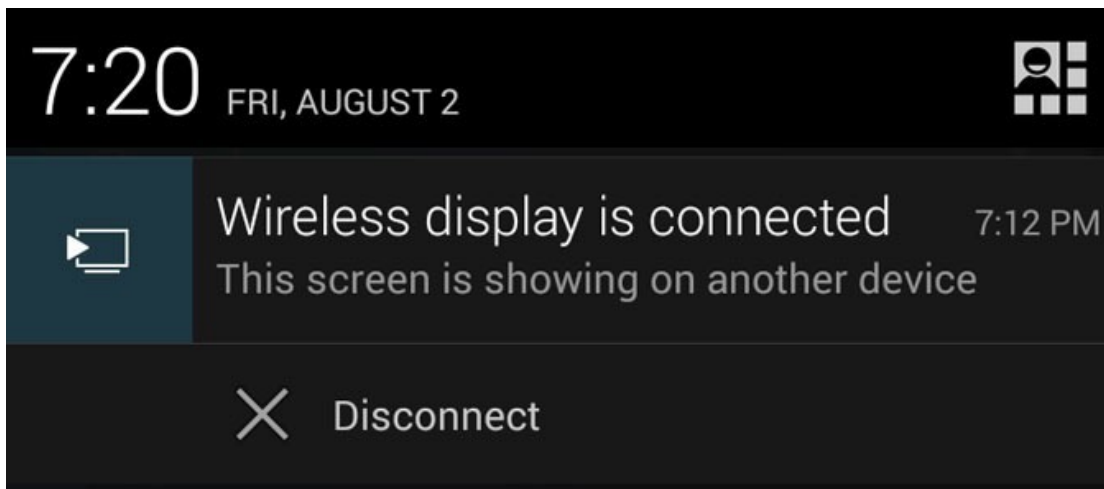 7:20 FRI, AUGUST 2
Wireless display is connected 7:12 PM
This screen is showing on another device
Disconnect